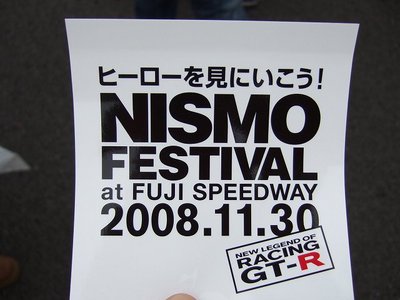 ヒーローを見にいこう!
NISMO
FESTIVAL
at FUJI SPEEDWAY
2008.11.30
NEW LEGEND OF
RACING
GT-R